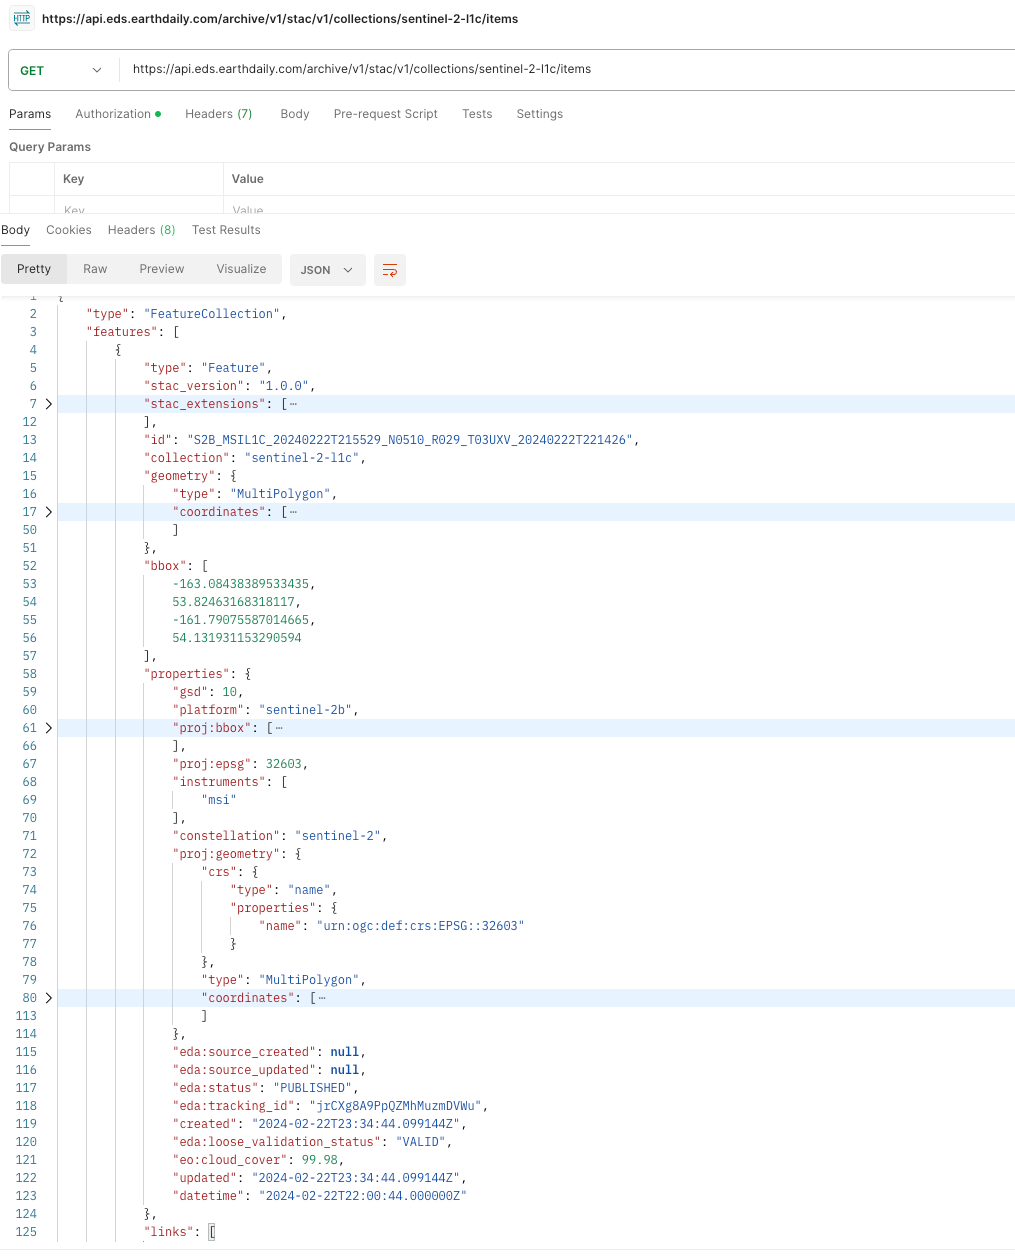 HTTP https://api.eds.earthdaily.com/archive/v1/stac/v1/collections/sentinel-2-l1c/items
GET https://api.eds.earthdaily.com/archive/v1/stac/v1/collections/sentinel-2-l1c/items
Params Authorization Headers (7) Body Pre-request Script Tests Settings
Query Params
Key Value
Key Value
Body Cookies Headers (8) Test Results
Pretty Raw Preview Visualize JSON
1 {
2 "type": "FeatureCollection",
3 "features": [
4 {
5 "type": "Feature",
6 "stac_version": "1.0.0",
7 "stac_extensions": [⋯
12 ],
13 "id": "S2B_MSIL1C_20240222T215529_N0510_R029_T03UXV_20240222T221426",
14 "collection": "sentinel-2-l1c",
15 "geometry": {
16 "type": "MultiPolygon",
17 "coordinates": [⋯
50 ]
51 },
52 "bbox": [
53 -163.08438389533435,
54 53.82463168318117,
55 -161.79075587014665,
56 54.131931153290594
57 ],
58 "properties": {
59 "gsd": 10,
60 "platform": "sentinel-2b",
61 "proj:bbox": [⋯
66 ],
67 "proj:epsg": 32603,
68 "instruments": [
69 "msi"
70 ],
71 "constellation": "sentinel-2",
72 "proj:geometry": {
73 "crs": {
74 "type": "name",
75 "properties": {
76 "name": "urn:ogc:def:crs:EPSG::32603"
77 }
78 },
79 "type": "MultiPolygon",
80 "coordinates": [⋯
113 ]
114 },
115 "eda:source_created": null,
116 "eda:source_updated": null,
117 "eda:status": "PUBLISHED",
118 "eda:tracking_id": "jrCXg8A9PpQZMhMuzmDVWu",
119 "created": "2024-02-22T23:34:44.099144Z",
120 "eda:loose_validation_status": "VALID",
121 "eo:cloud_cover": 99.98,
122 "updated": "2024-02-22T23:34:44.099144Z",
123 "datetime": "2024-02-22T22:00:44.000000Z"
124 },
125 "links": [